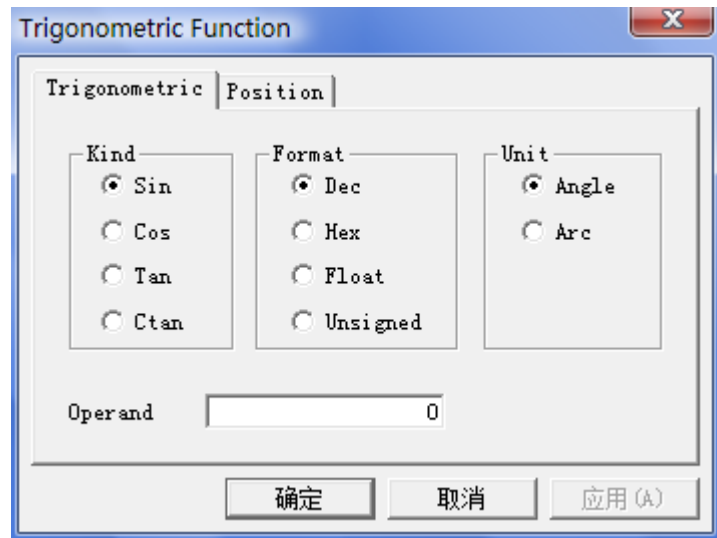 Trigonometric Function
Trigonometric Position
Kind Format Unit
Sin Dec Angle
Cos Hex Arc
Tan Float
Ctan Unsigned
Operand 0
确定 取消 应用(A)